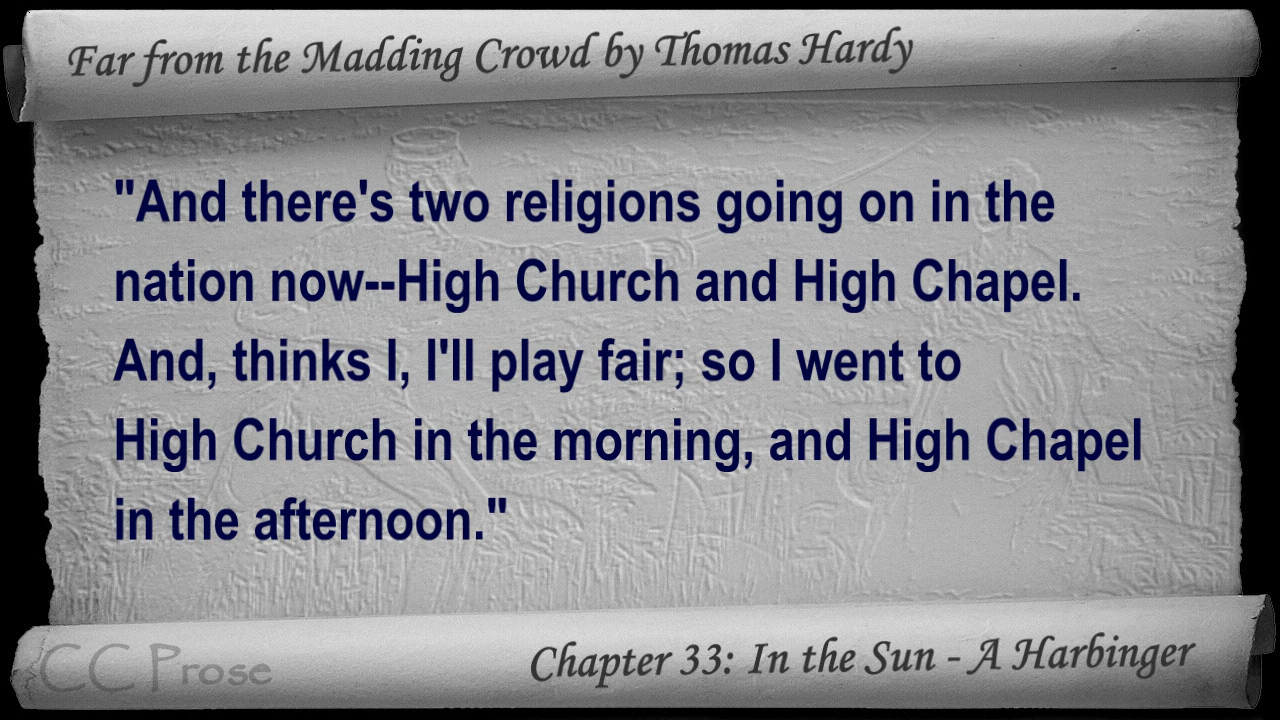 Far from the Madding Crowd by Thomas Hardy
"And there's two religions going on in the
nation now--High Church and High Chapel.
And, thinks I, I'll play fair; so I went to
High Church in the morning, and High Chapel
in the afternoon."
CC Prose
Chapter 33: In the Sun - A Harbinger